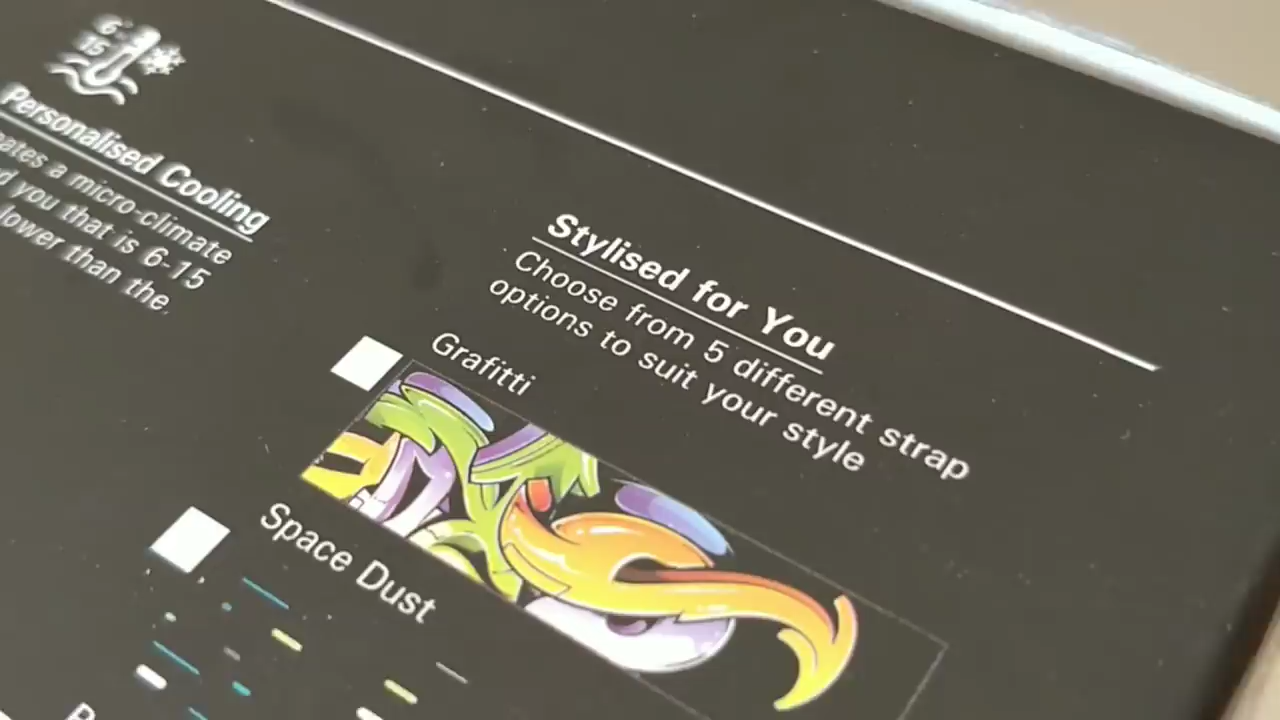 6°
15
Personalised Cooling
a micro-climate
you that is 6-15
lower than the
Stylised for You
Choose from 5 different strap
options to suit your style
Grafitti
Space Dust